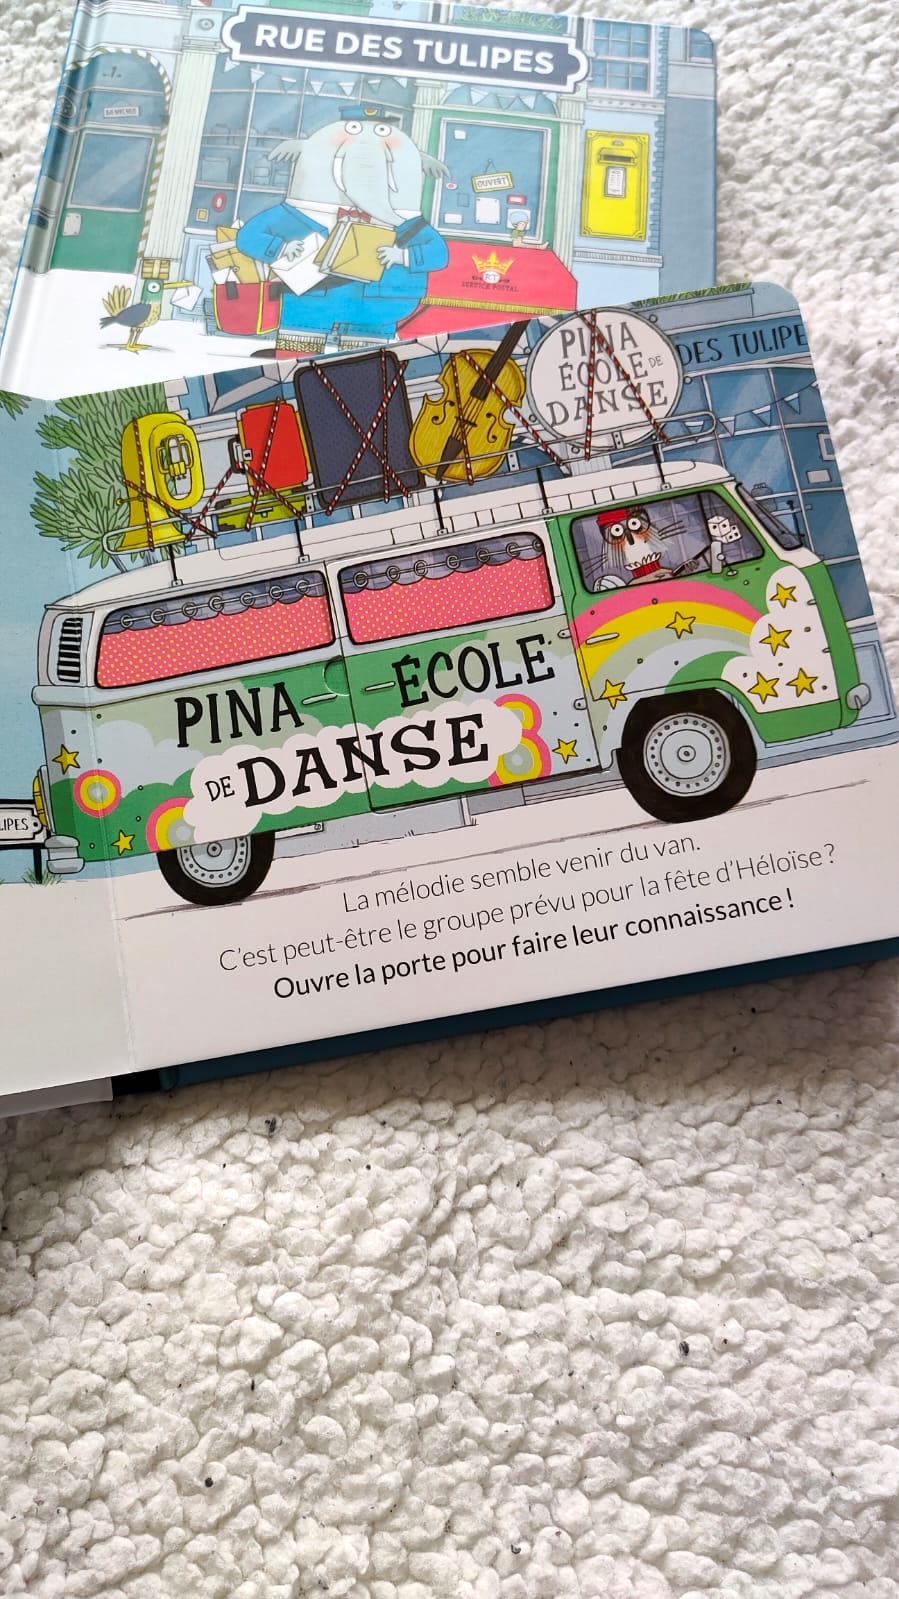 RUE DES TULIPES
BIENVENUE
OUVERT
SERVICE POSTAL
PINA
ÉCOLE DE
DANSE
DES TULIPE
PINA ÉCOLE
DE DANSE
LIPES
La mélodie semble venir du van.
C'est peut-être le groupe prévu pour la fête d'Héloïse ?
Ouvre la porte pour faire leur connaissance !